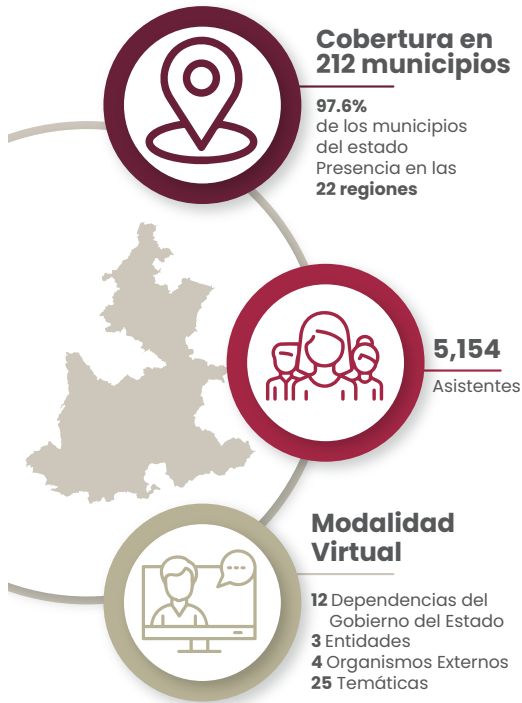 Cobertura en
212 municipios
97.6%
de los municipios
del estado
Presencia en las
22 regiones
5,154
Asistentes
Modalidad
Virtual
12 Dependencias del
Gobierno del Estado
3 Entidades
4 Organismos Externos
25 Temáticas